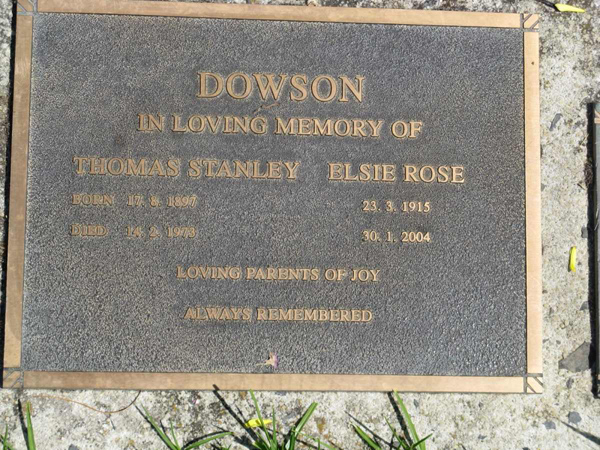 DOWSON
IN LOVING MEMORY OF
THOMAS STANLEY ELSIE ROSE
BORN 17. 8. 1897 23. 3. 1915
DIED 14. 2. 1973 30. 1. 2004
LOVING PARENTS OF JOY
ALWAYS REMEMBERED